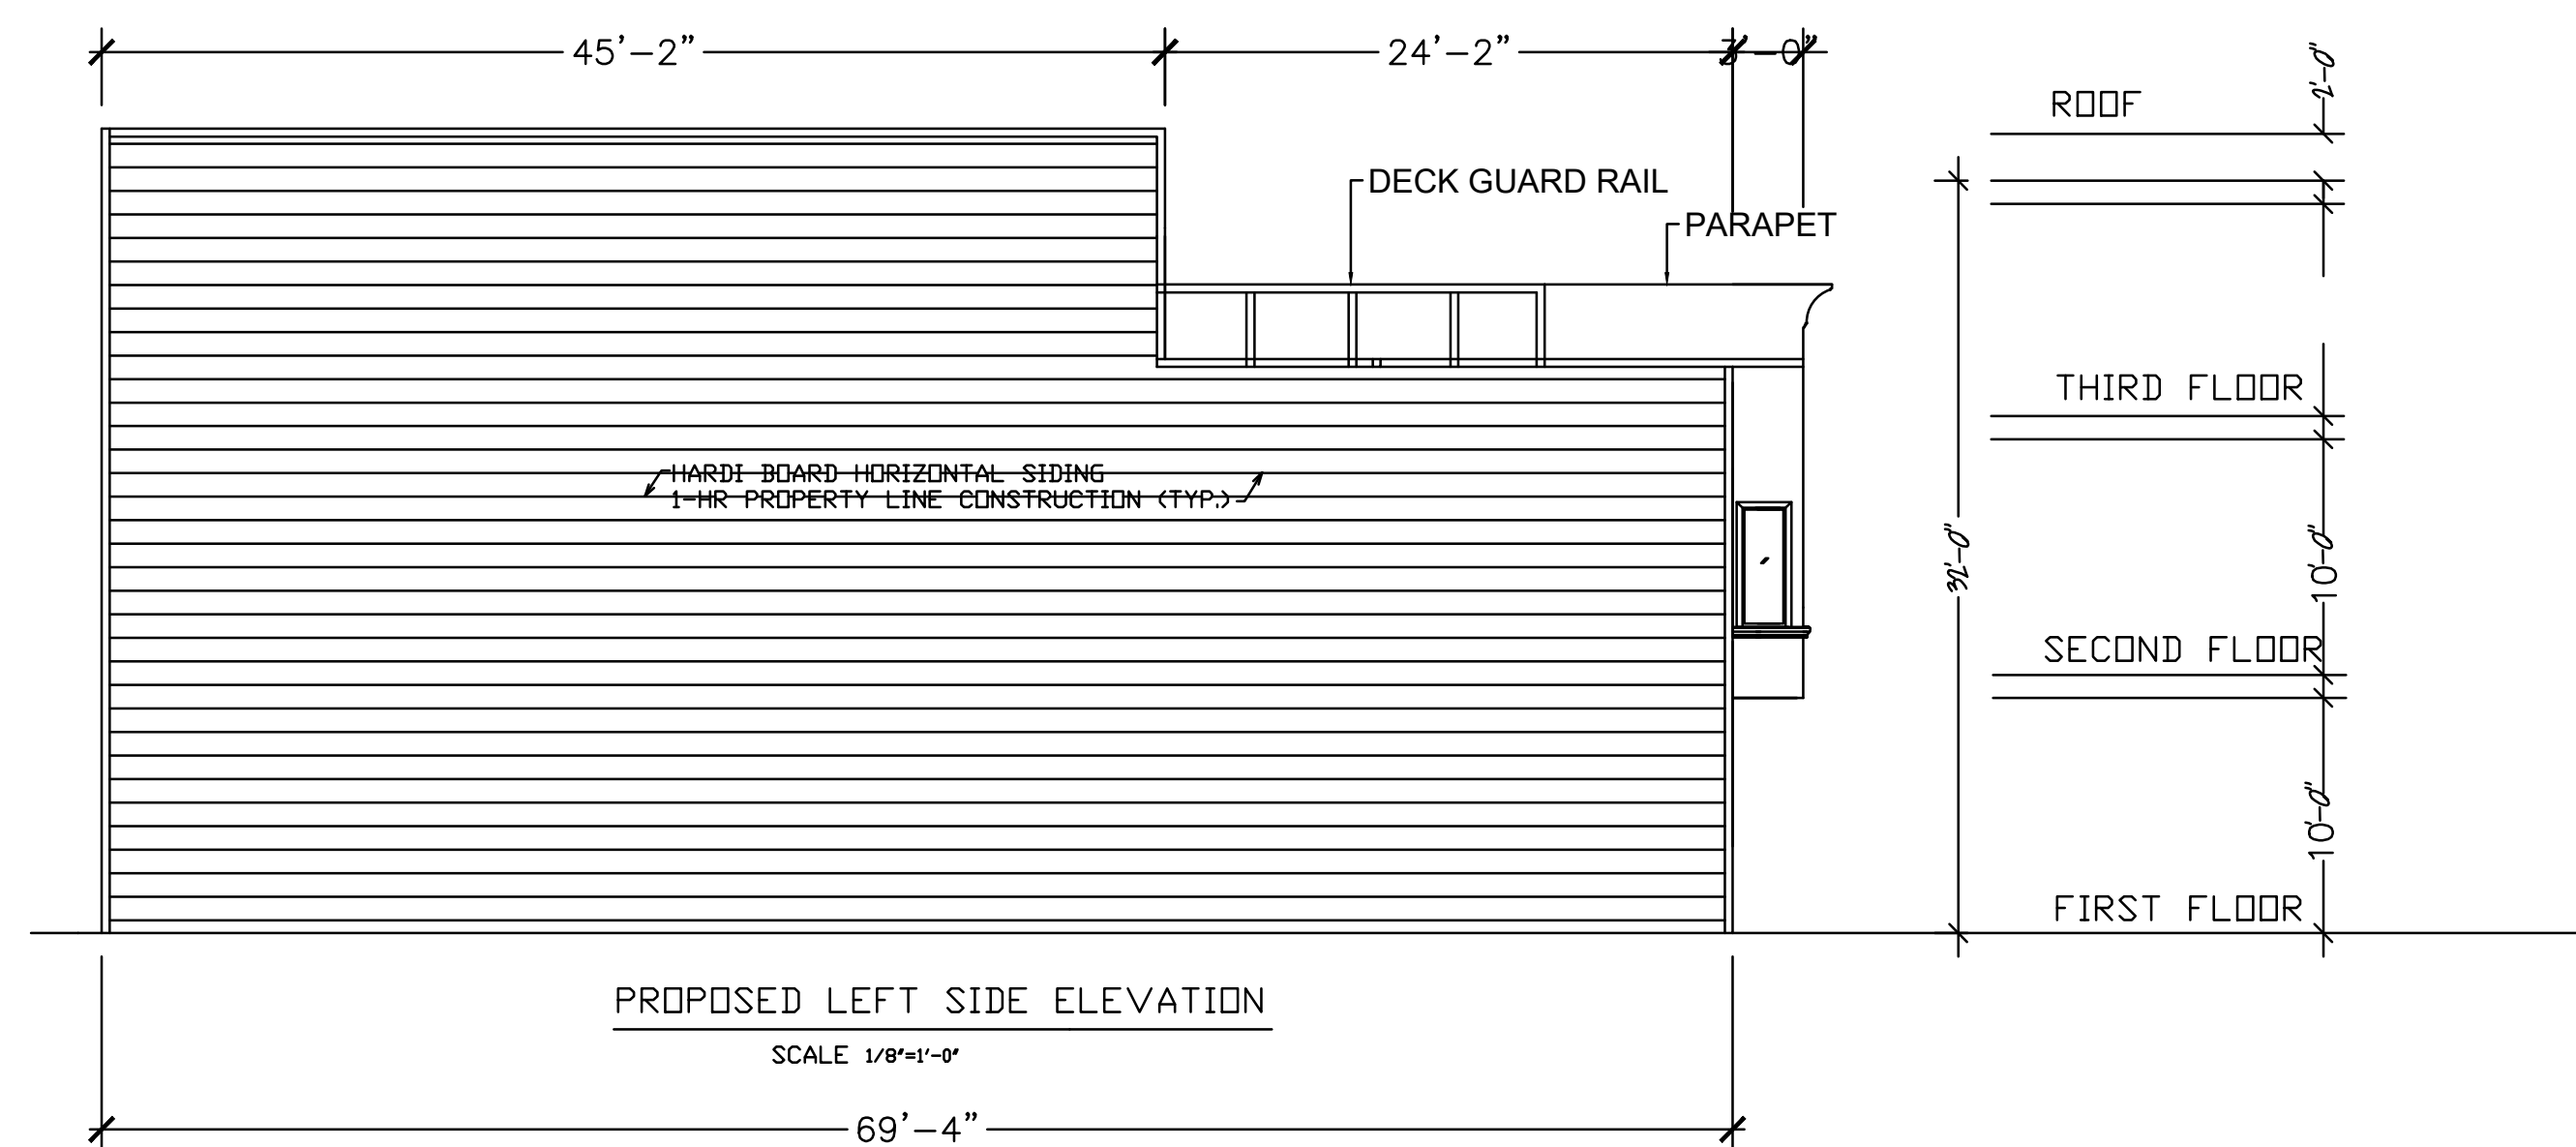 45'-2" 24'-2" 3'-0"
2'-0"
ROOF
DECK GUARD RAIL
PARAPET
THIRD FLOOR
HARDI BOARD HORIZONTAL SIDING
1-HR PROPERTY LINE CONSTRUCTION (TYP.)
10'-0"
SECOND FLOOR
10'-0"
FIRST FLOOR
PROPOSED LEFT SIDE ELEVATION
SCALE 1/8"=1'-0"
69'-4"